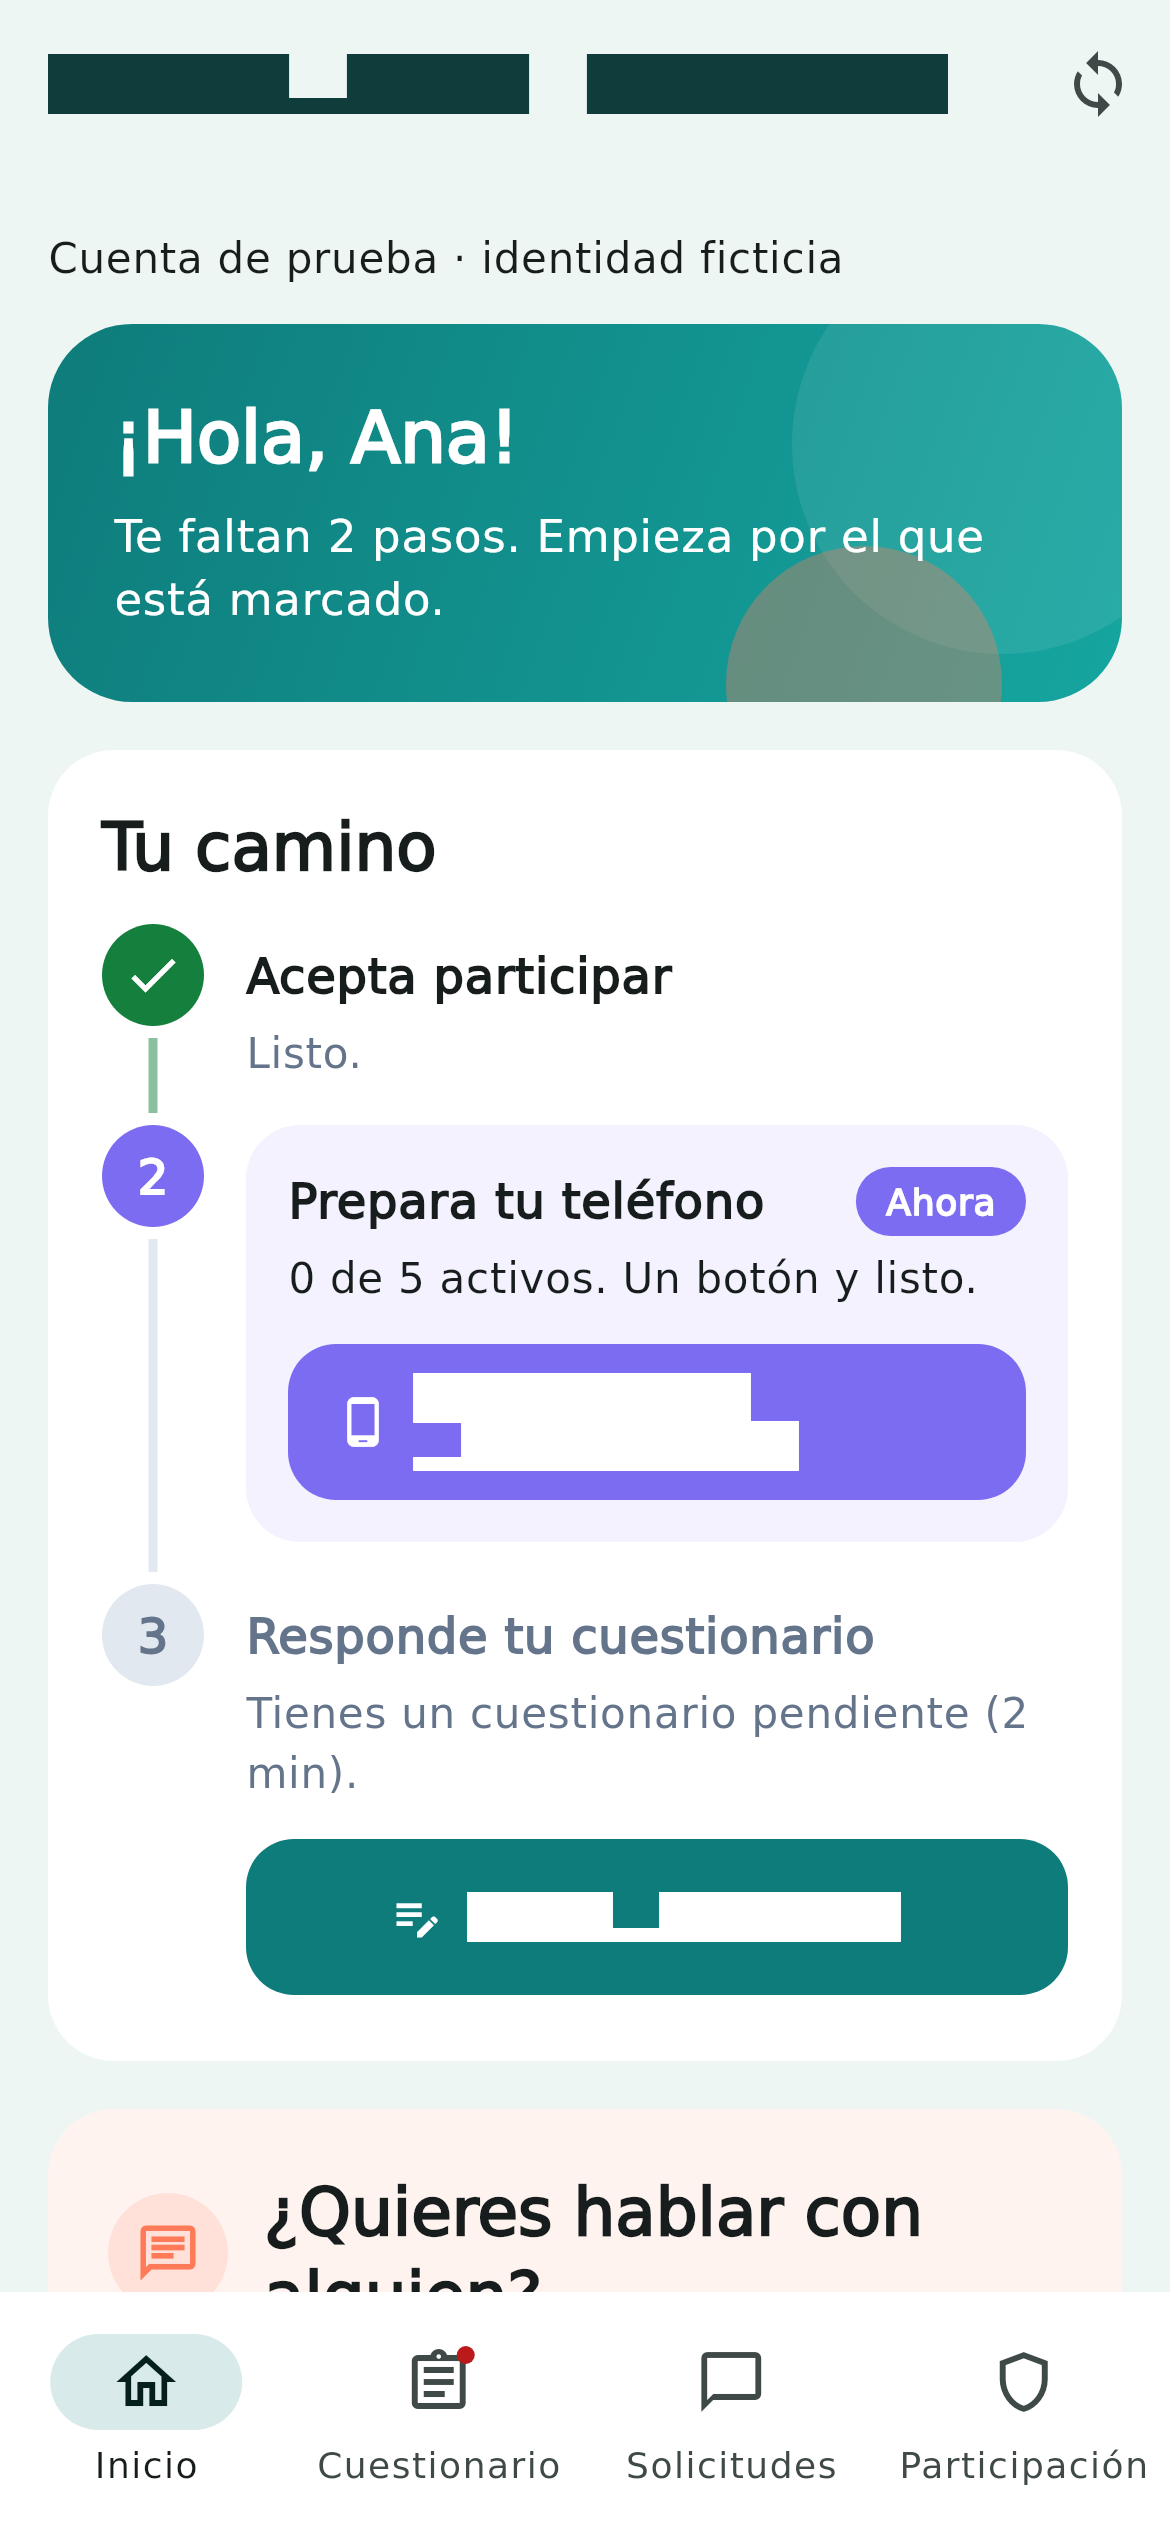 Cuenta de prueba · identidad ficticia
¡Hola, Ana!
Te faltan 2 pasos. Empieza por el que
está marcado.
Tu camino
Acepta participar
Listo.
2
Prepara tu teléfono
Ahora
0 de 5 activos. Un botón y listo.
3
Responde tu cuestionario
Tienes un cuestionario pendiente (2
min).
¿Quieres hablar con
alguien?
Inicio
Cuestionario
Solicitudes
Participación